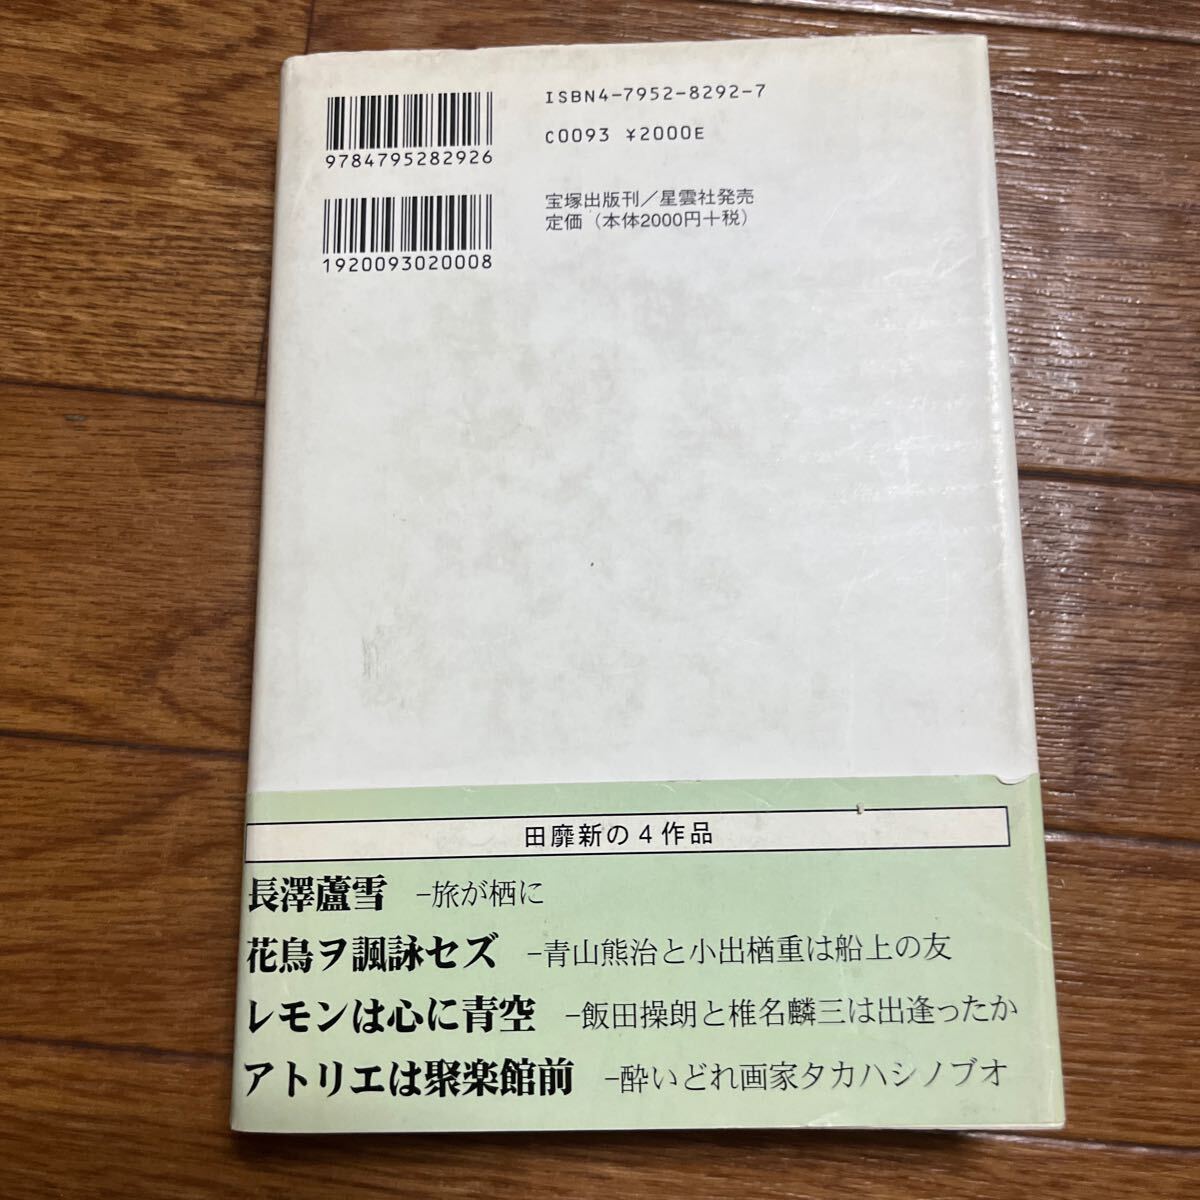 9784795282926
1920093020008
ISBN4-7952-8292-7
C0093 ¥2000E
宝塚出版刊／星雲社発売
定価（本体2000円＋税）
田靡新の４作品
長澤蘆雪 －旅が栖に
花鳥ヲ諷詠セズ －青山熊治と小出楢重は船上の友
レモンは心に青空 －飯田操朗と椎名麟三は出逢ったか
アトリエは聚楽館前 －酔いどれ画家タカハシノブオ